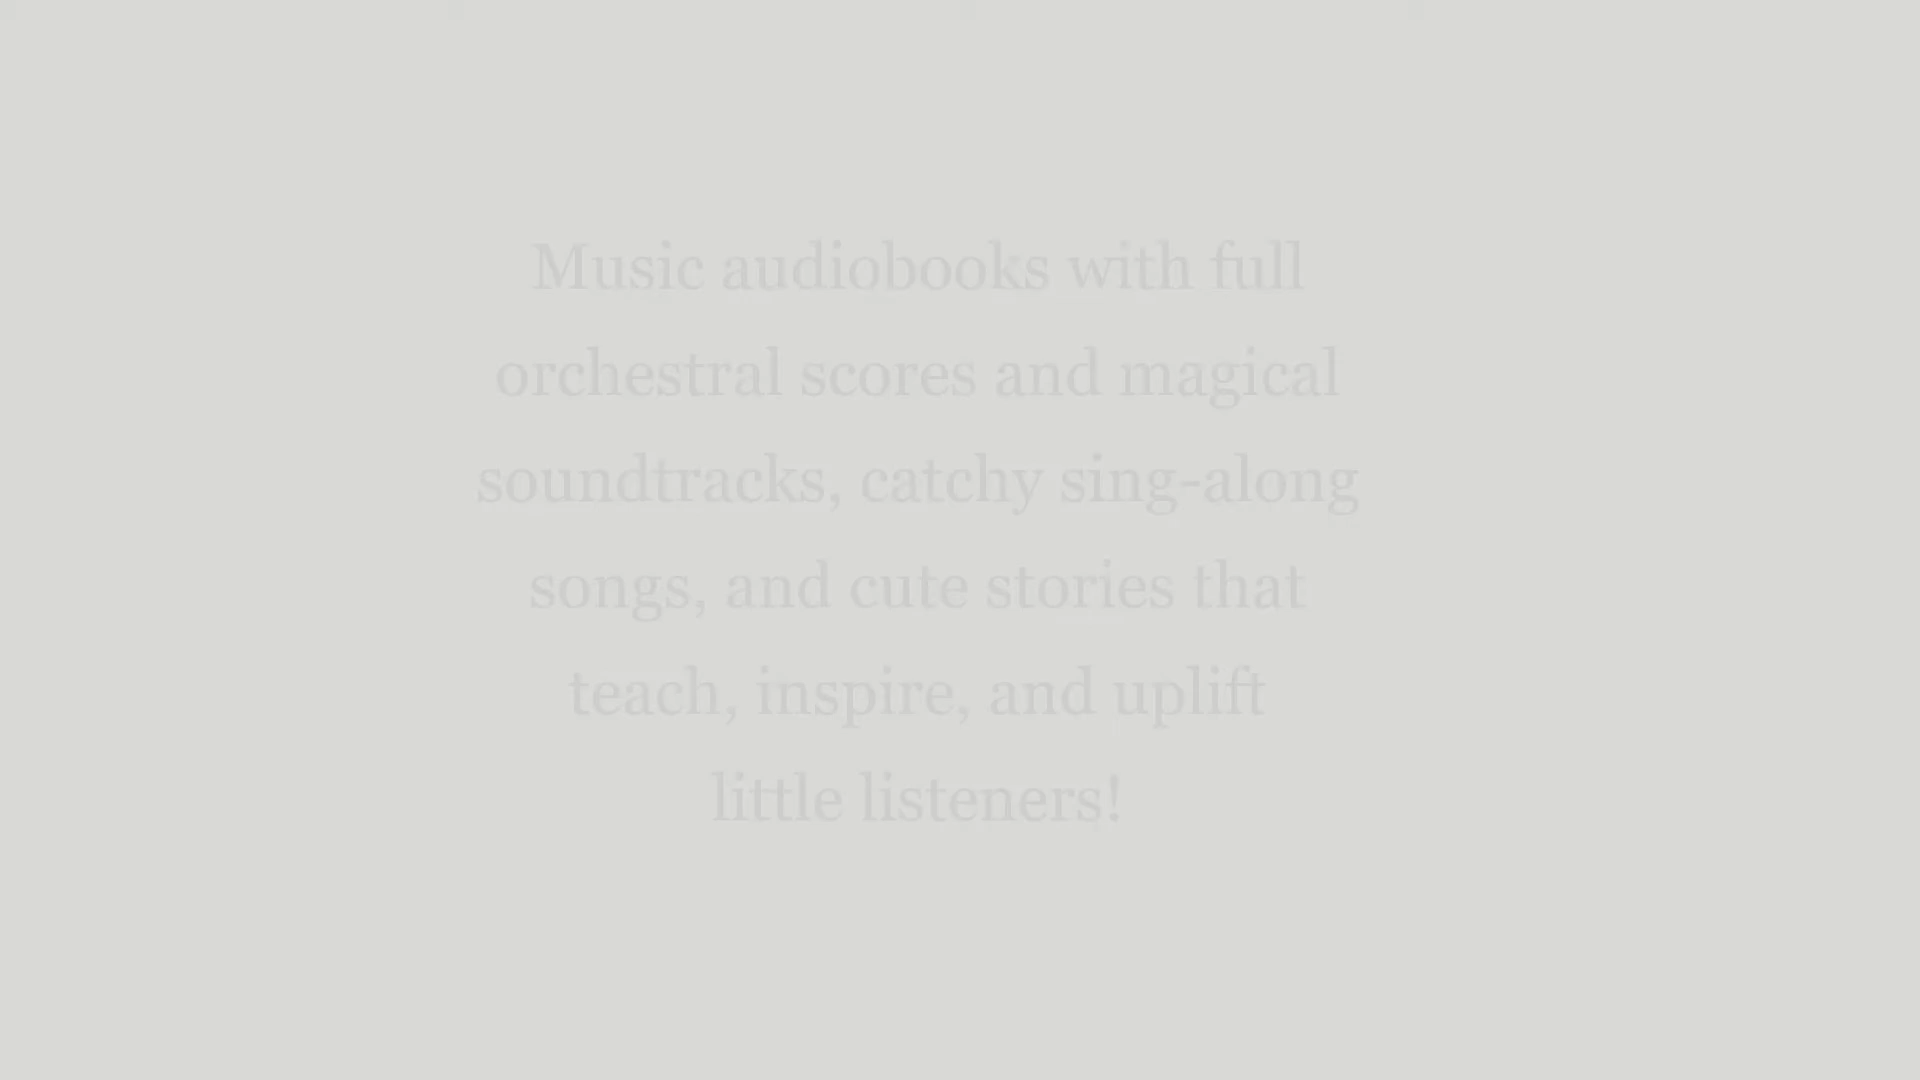 Music audiobooks with full
orchestral scores and magical
soundtracks, catchy sing-along
songs, and cute stories that
teach, inspire, and uplift
little listeners!